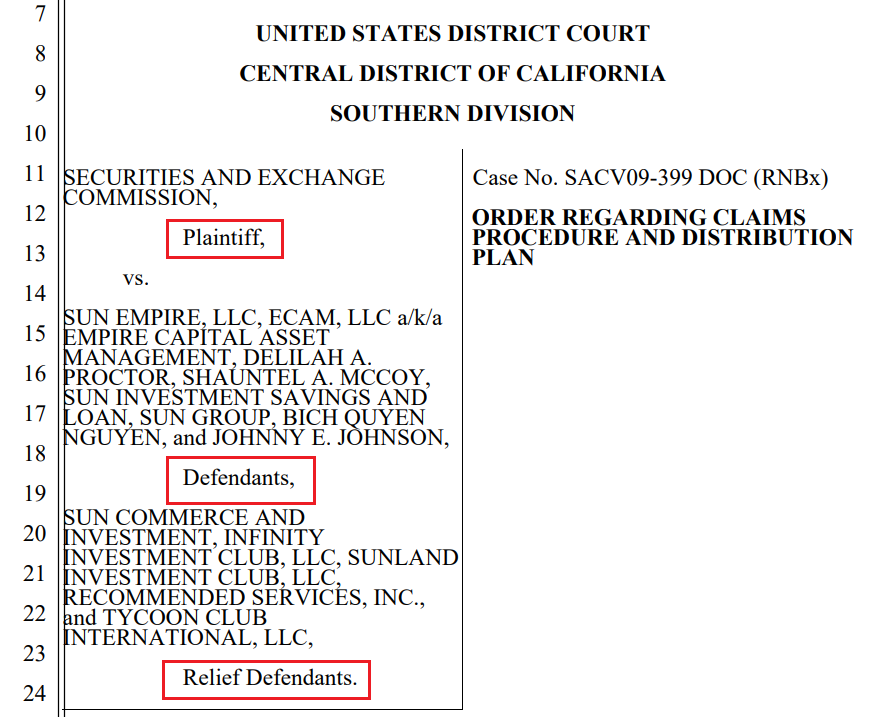 7
UNITED STATES DISTRICT COURT
8
CENTRAL DISTRICT OF CALIFORNIA
9
SOUTHERN DIVISION
10
11
SECURITIES AND EXCHANGE
COMMISSION,
12
Plaintiff,
13
vs.
14
SUN EMPIRE, LLC, ECAM, LLC a/k/a
15
EMPIRE CAPITAL ASSET
MANAGEMENT, DELILAH A.
16
PROCTOR, SHAUNTEL A. MCCOY,
SUN INVESTMENT SAVINGS AND
17
LOAN, SUN GROUP, BICH QUYEN
NGUYEN, and JOHNNY E. JOHNSON,
18
Defendants,
19
SUN COMMERCE AND
20
INVESTMENT, INFINITY
INVESTMENT CLUB, LLC, SUNLAND
21
INVESTMENT CLUB, LLC,
RECOMMENDED SERVICES, INC.,
22
and TYCOON CLUB
INTERNATIONAL, LLC,
23
Relief Defendants.
24
Case No. SACV09-399 DOC (RNBx)
ORDER REGARDING CLAIMS
PROCEDURE AND DISTRIBUTION
PLAN